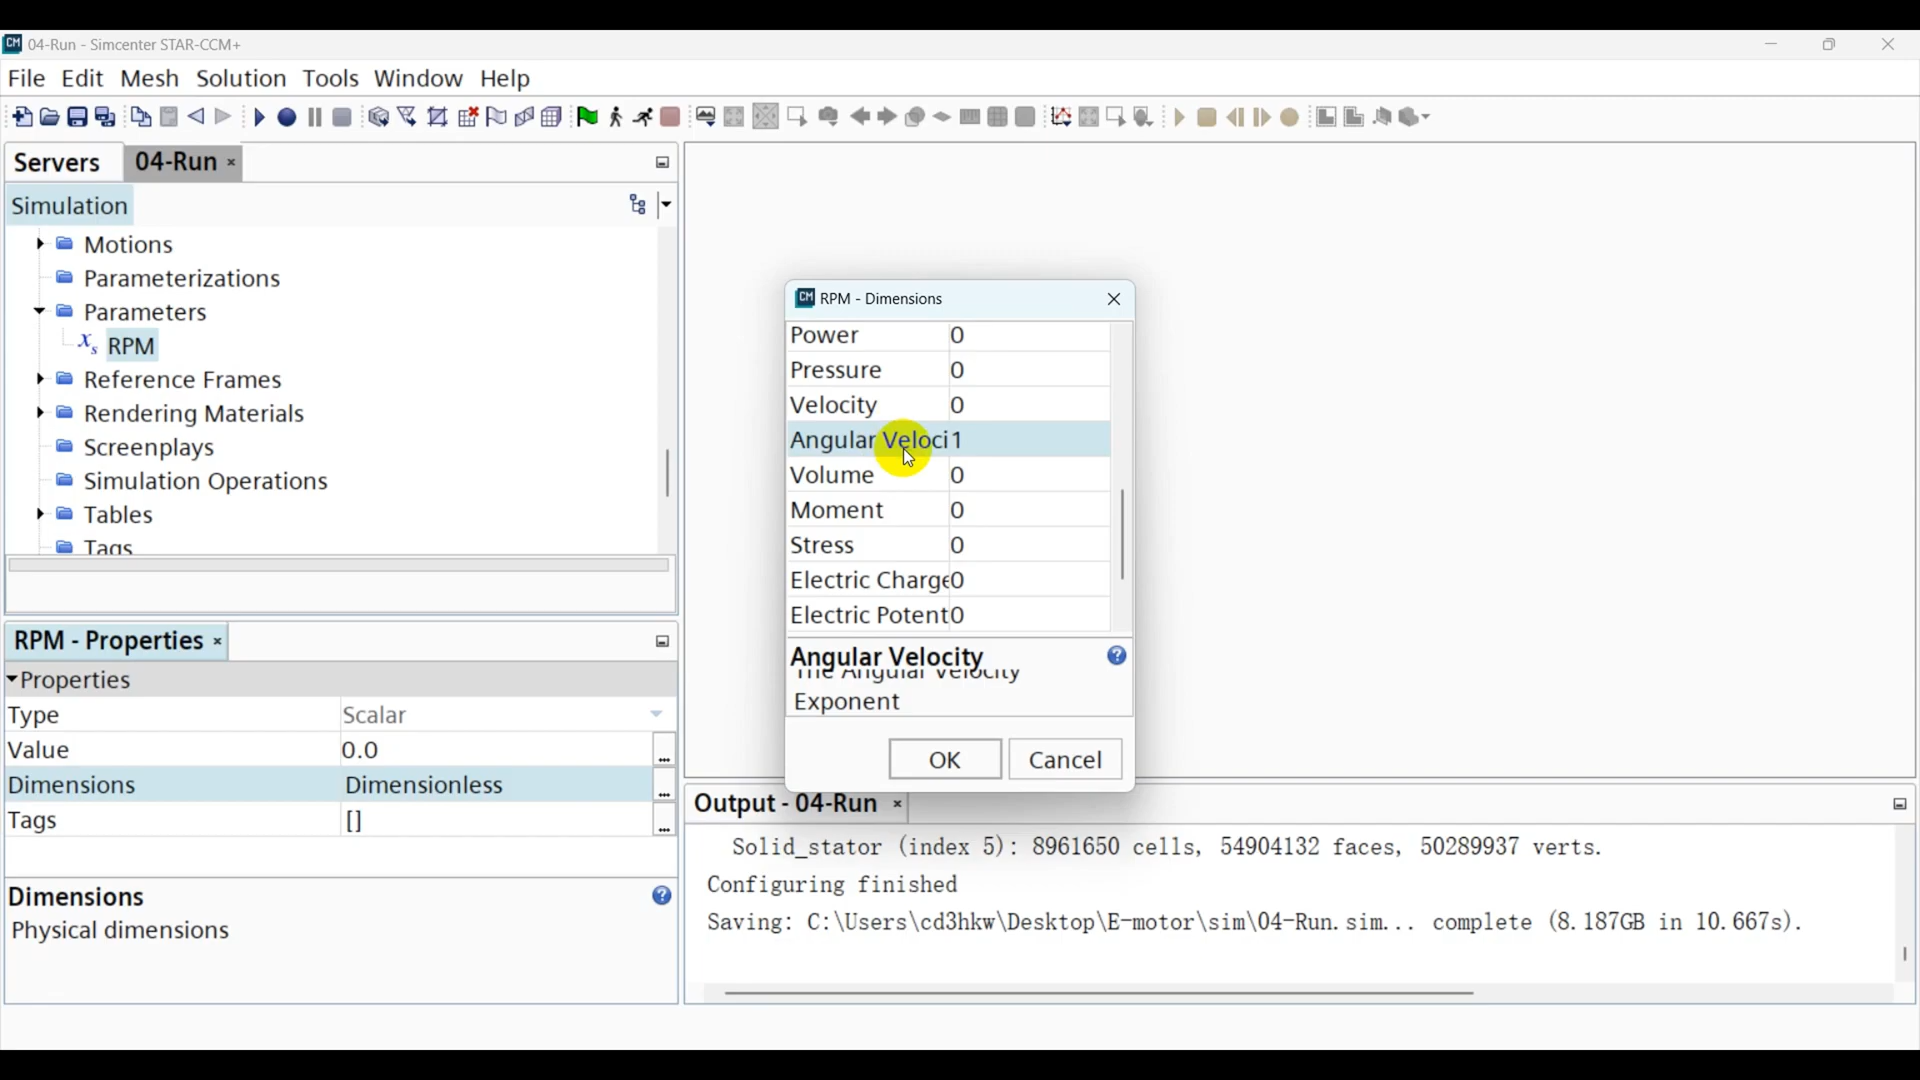 04-Run - Simcenter STAR-CCM+
File Edit Mesh Solution Tools Window Help
Servers 04-Run ×
Simulation
Motions
Parameterizations
Parameters
RPM
Reference Frames
Rendering Materials
Screenplays
Simulation Operations
Tables
Tags
RPM - Properties ×
Properties
Type Scalar
Value 0.0 ...
Dimensions Dimensionless ...
Tags [] ...
Dimensions
Physical dimensions
RPM - Dimensions
Power 0
Pressure 0
Velocity 0
Angular Veloci 1
Volume 0
Moment 0
Stress 0
Electric Charge 0
Electric Potent 0
Angular Velocity
The Angular Velocity
Exponent
OK Cancel
Output - 04-Run ×
Solid_stator (index 5): 8961650 cells, 54904132 faces, 50289937 verts.
Configuring finished
Saving: C:\Users\cd3hkw\Desktop\E-motor\sim\04-Run.sim... complete (8.187GB in 10.667s).